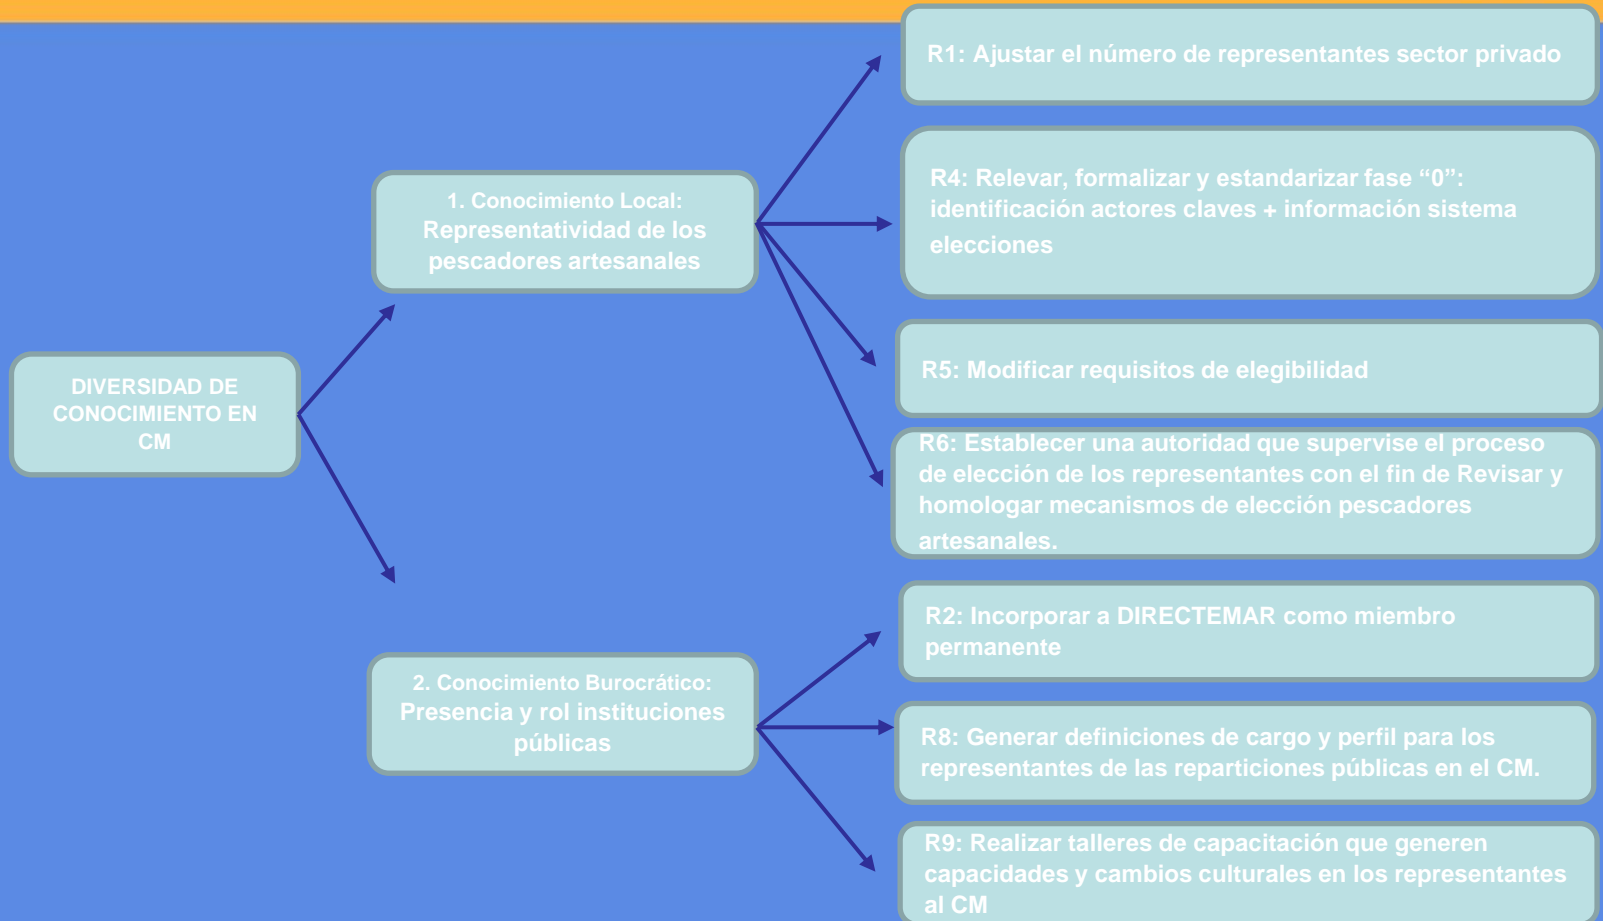 DIVERSIDAD DE
CONOCIMIENTO EN
CM
1. Conocimiento Local:
Representatividad de los
pescadores artesanales
R1: Ajustar el número de representantes sector privado
R4: Relevar, formalizar y estandarizar fase “0”:
identificación actores claves + información sistema
elecciones
R5: Modificar requisitos de elegibilidad
R6: Establecer una autoridad que supervise el proceso
de elección de los representantes con el fin de Revisar y
homologar mecanismos de elección pescadores
artesanales.
2. Conocimiento Burocrático:
Presencia y rol instituciones
públicas
R2: Incorporar a DIRECTEMAR como miembro
permanente
R8: Generar definiciones de cargo y perfil para los
representantes de las reparticiones públicas en el CM.
R9: Realizar talleres de capacitación que generen
capacidades y cambios culturales en los representantes
al CM